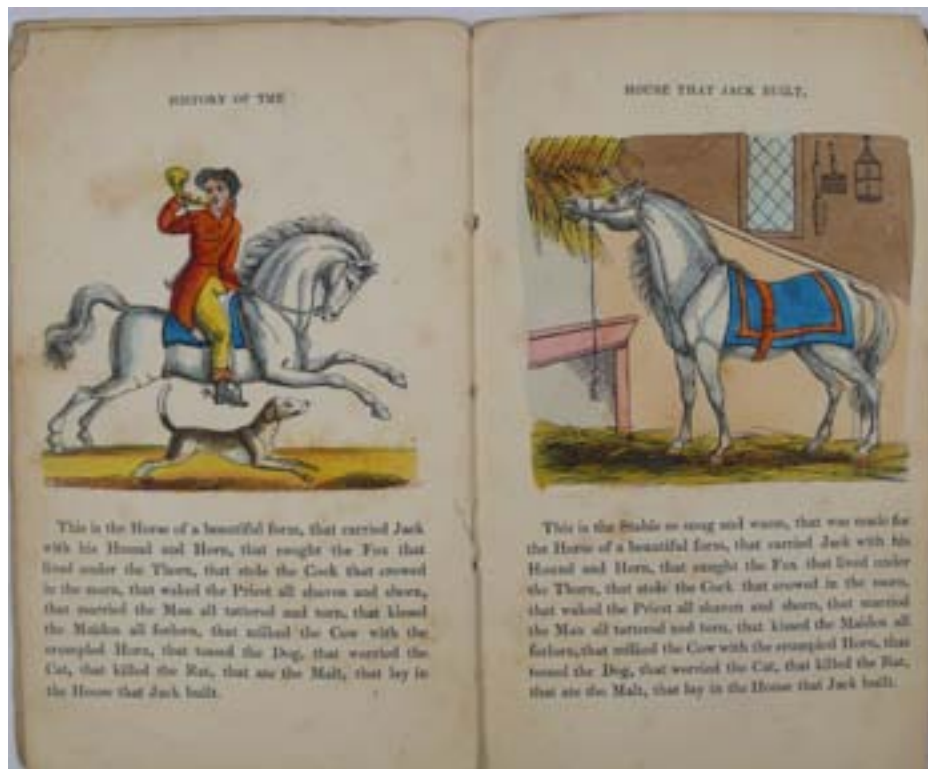 HISTORY OF THE
This is the Horse of a beautiful form, that carried Jack
with his Hound and Horn, that caught the Fox that
lived under the Thorn, that stole the Cock that crowed
in the morn, that waked the Priest all shaven and shorn,
that married the Man all tattered and torn, that kissed
the Maiden all forlorn, that milked the Cow with the
crumpled Horn, that tossed the Dog, that worried the
Cat, that killed the Rat, that ate the Malt, that lay in
the House that Jack built.
HOUSE THAT JACK BUILT.
This is the Stable so snug and warm, that was made for
the Horse of a beautiful form, that carried Jack with his
Hound and Horn, that caught the Fox that lived under
the Thorn, that stole the Cock that crowed in the morn,
that waked the Priest all shaven and shorn, that married
the Man all tattered and torn, that kissed the Maiden all
forlorn, that milked the Cow with the crumpled Horn, that
tossed the Dog, that worried the Cat, that killed the Rat,
that ate the Malt, that lay in the House that Jack built.